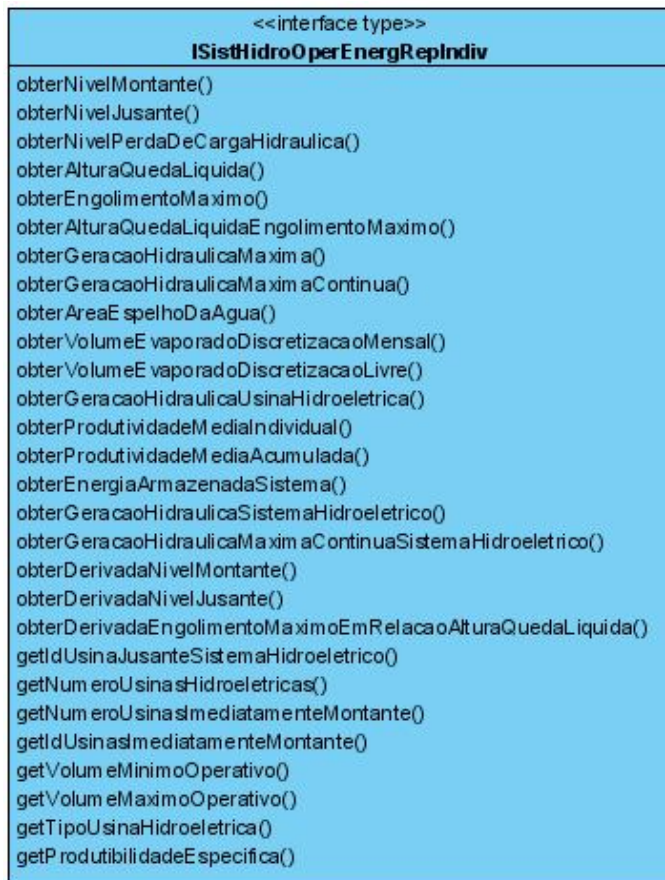 <<interface type>>
ISistHidroOperEnergRepIndiv
obterNivelMontante()
obterNivelJusante()
obterNivelPerdaDeCargaHidraulica()
obterAlturaQuedaLiquida()
obterEngolimentoMaximo()
obterAlturaQuedaLiquidaEngolimentoMaximo()
obterGeracaoHidraulicaMaxima()
obterGeracaoHidraulicaMaximaContinua()
obterAreaEspelhoDaAgua()
obterVolumeEvaporadoDiscretizacaoMensal()
obterVolumeEvaporadoDiscretizacaoLivre()
obterGeracaoHidraulicaUsinaHidroeletrica()
obterProdutividadeMediaIndividual()
obterProdutividadeMediaAcumulada()
obterEnergiaArmazenadaSistema()
obterGeracaoHidraulicaSistemaHidroeletrico()
obterGeracaoHidraulicaMaximaContinuaSistemaHidroeletrico()
obterDerivadaNivelMontante()
obterDerivadaNivelJusante()
obterDerivadaEngolimentoMaximoEmRelacaoAlturaQuedaLiquida()
getIdUsinaJusanteSistemaHidroeletrico()
getNumeroUsinasHidroeletricas()
getNumeroUsinasImediatamenteMontante()
getIdUsinasImediatamenteMontante()
getVolumeMinimoOperativo()
getVolumeMaximoOperativo()
getTipoUsinaHidroeletrica()
getProdutibilidadeEspecifica()